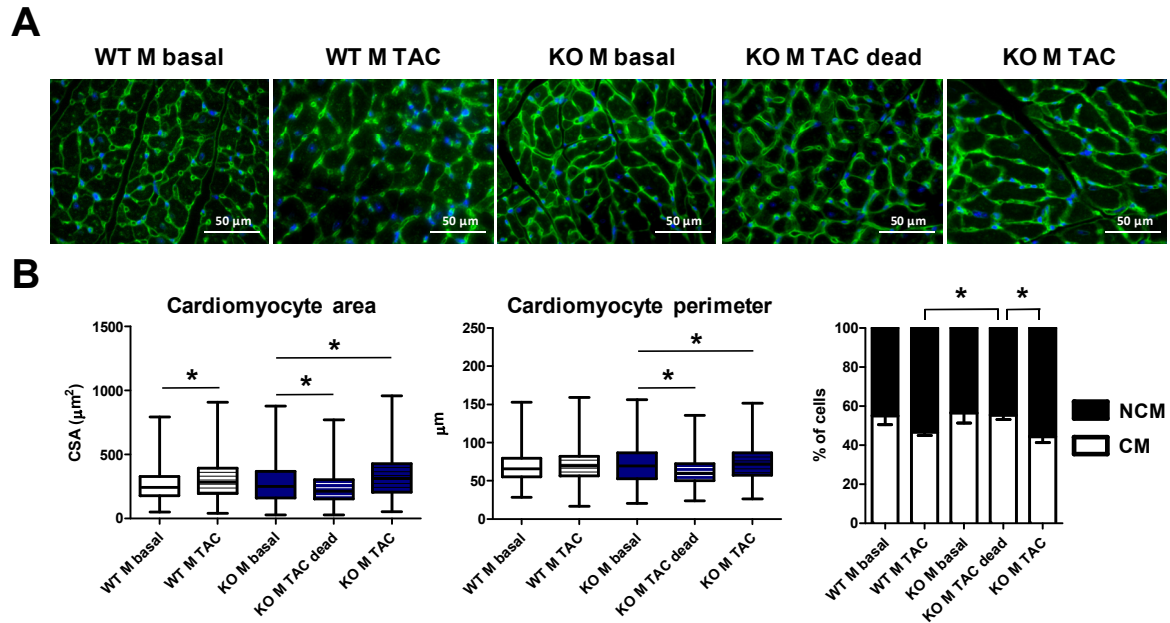 A
WT M basal
WT M TAC
KO M basal
KO M TAC dead
KO M TAC
50 μm
50 μm
50 μm
50 μm
50 μm
B
Cardiomyocyte area
CSA (μm²)
1500
1000
500
0
*
*
*
WT M basal
WT M TAC
KO M basal
KO M TAC dead
KO M TAC
Cardiomyocyte perimeter
μm
250
200
150
100
50
0
*
*
WT M basal
WT M TAC
KO M basal
KO M TAC dead
KO M TAC
*
*
% of cells
100
80
60
40
20
0
WT M basal
WT M TAC
KO M basal
KO M TAC dead
KO M TAC
NCM
CM